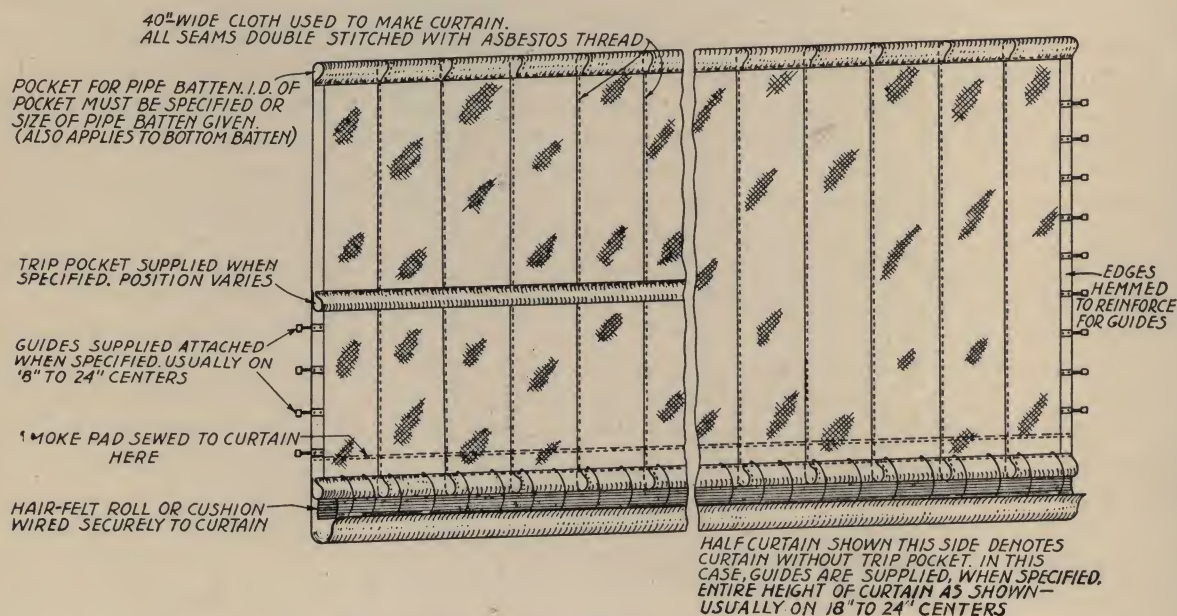 40" WIDE CLOTH USED TO MAKE CURTAIN.
ALL SEAMS DOUBLE STITCHED WITH ASBESTOS THREAD
POCKET FOR PIPE BATTEN. I.D. OF
POCKET MUST BE SPECIFIED OR
SIZE OF PIPE BATTEN GIVEN.
(ALSO APPLIES TO BOTTOM BATTEN)
TRIP POCKET SUPPLIED WHEN
SPECIFIED. POSITION VARIES
GUIDES SUPPLIED ATTACHED
WHEN SPECIFIED. USUALLY ON
'8" TO 24" CENTERS
MOKE PAD SEWED TO CURTAIN
HERE
HAIR-FELT ROLL OR CUSHION
WIRED SECURELY TO CURTAIN
EDGES
HEMMED
TO REINFORCE
FOR GUIDES
HALF CURTAIN SHOWN THIS SIDE DENOTES
CURTAIN WITHOUT TRIP POCKET. IN THIS
CASE, GUIDES ARE SUPPLIED, WHEN SPECIFIED,
ENTIRE HEIGHT OF CURTAIN AS SHOWN—
USUALLY ON 18" TO 24" CENTERS